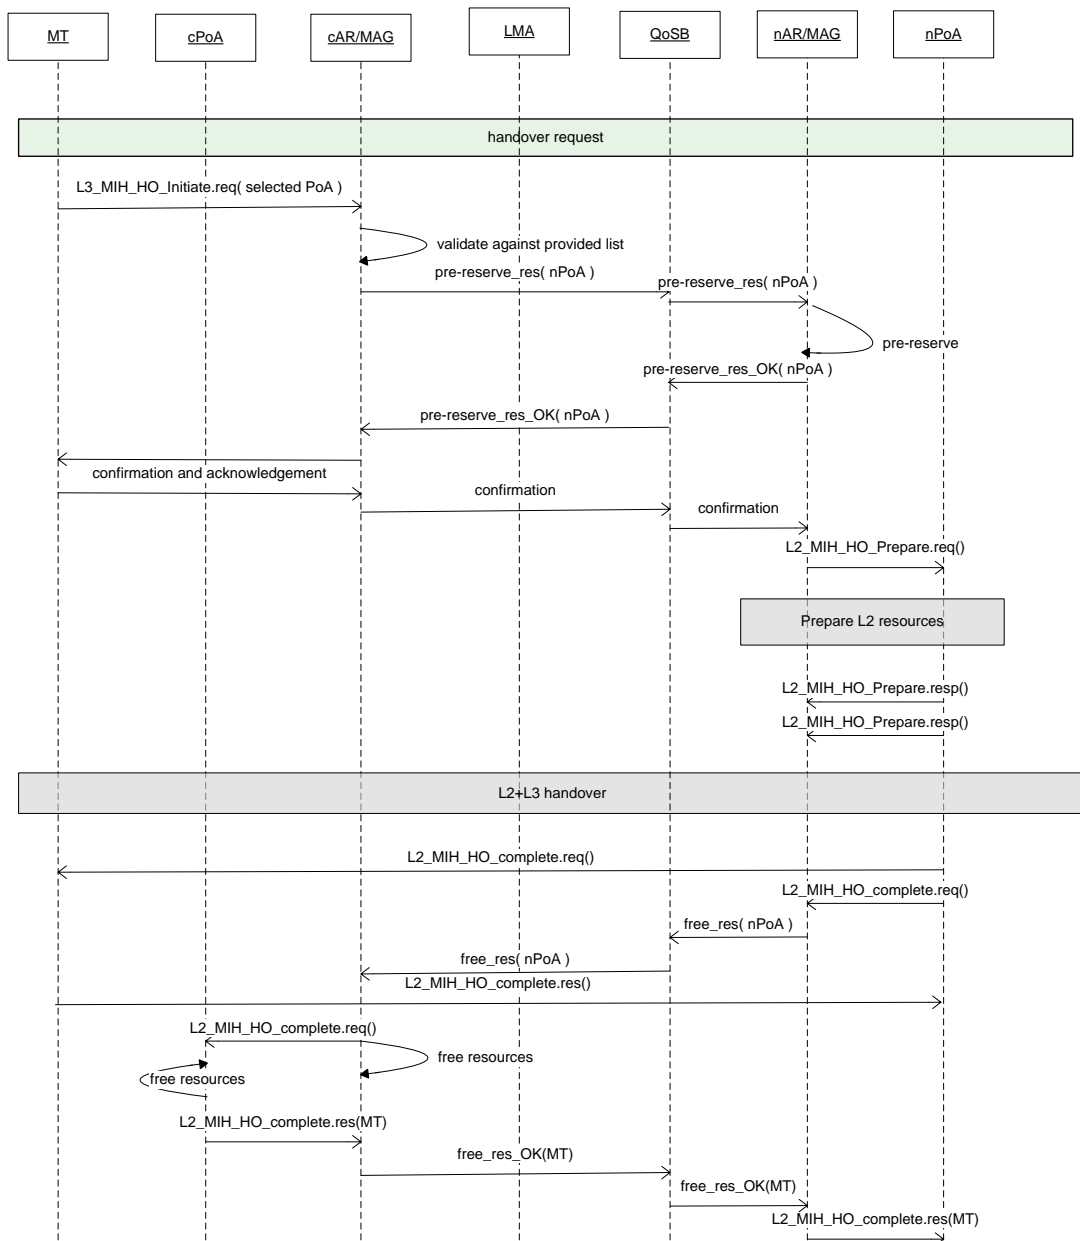 MT
cPoA
cAR/MAG
LMA
QoSB
nAR/MAG
nPoA
handover request
L3_MIH_HO_Initiate.req( selected PoA )
validate against provided list
pre-reserve_res( nPoA )
pre-reserve_res( nPoA )
pre-reserve
pre-reserve_res_OK( nPoA )
pre-reserve_res_OK( nPoA )
confirmation and acknowledgement
confirmation
confirmation
L2_MIH_HO_Prepare.req()
Prepare L2 resources
L2_MIH_HO_Prepare.resp()
L2_MIH_HO_Prepare.resp()
L2+L3 handover
L2_MIH_HO_complete.req()
L2_MIH_HO_complete.req()
free_res( nPoA )
free_res( nPoA )
L2_MIH_HO_complete.res()
L2_MIH_HO_complete.req()
free resources
free resources
L2_MIH_HO_complete.res(MT)
free_res_OK(MT)
free_res_OK(MT)
L2_MIH_HO_complete.res(MT)